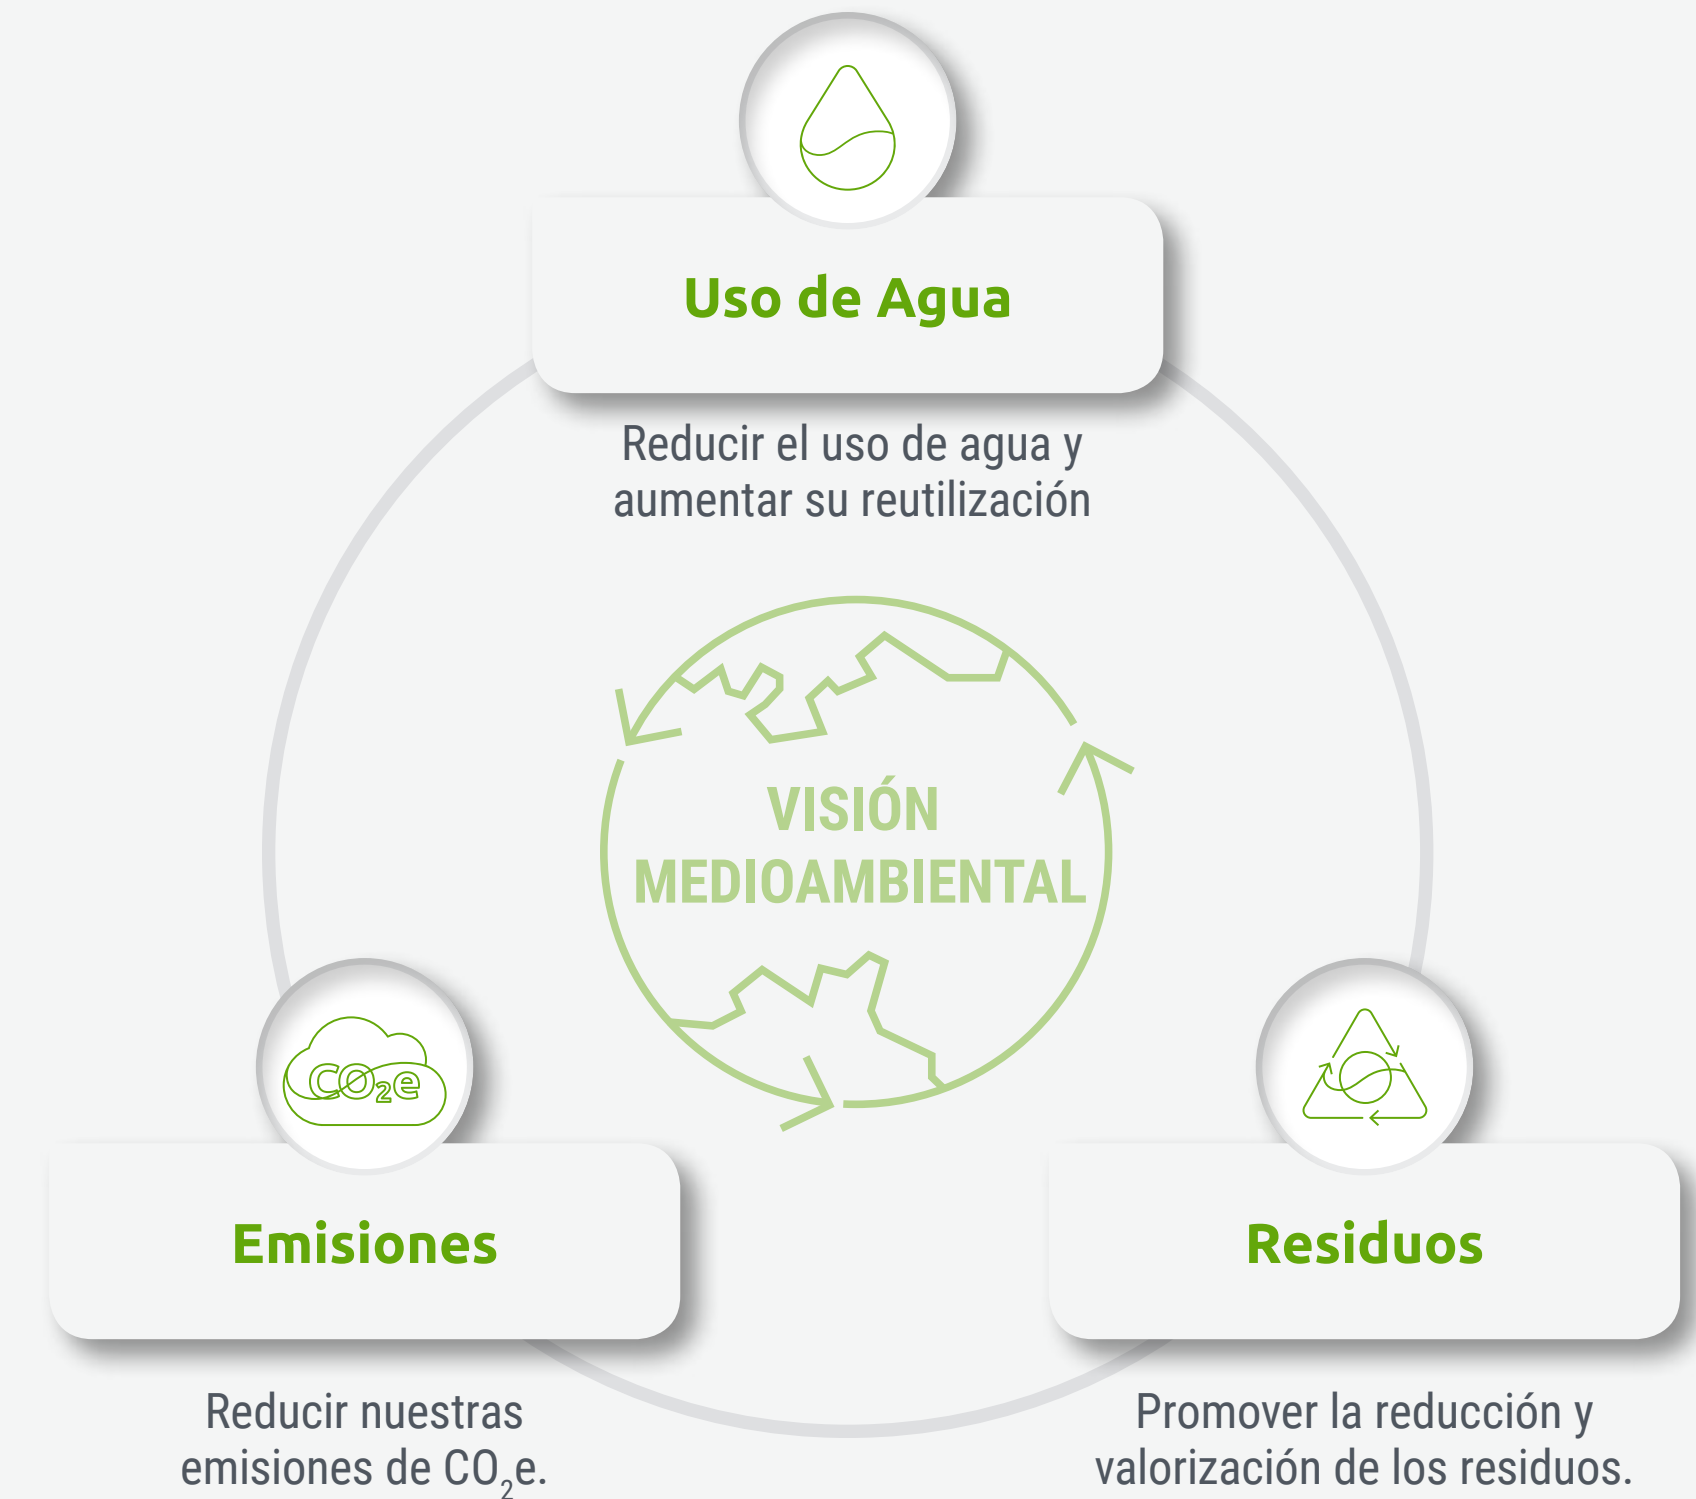 Uso de Agua
Reducir el uso de agua y
aumentar su reutilización
VISIÓN
MEDIOAMBIENTAL
CO₂e
Emisiones
Reducir nuestras
emisiones de CO₂e.
Residuos
Promover la reducción y
valorización de los residuos.